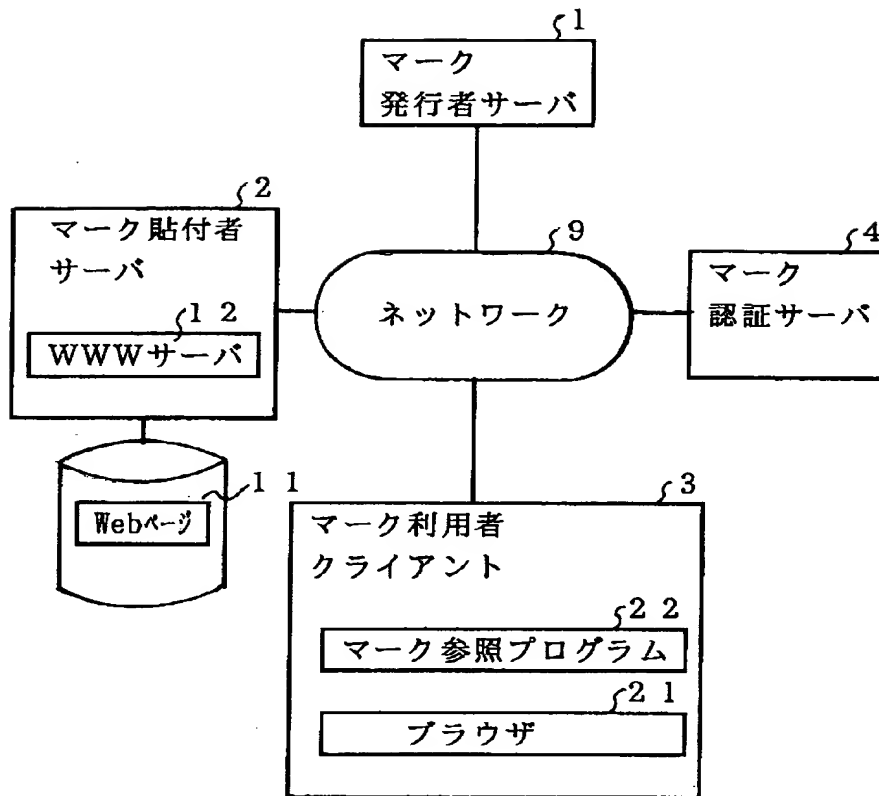 1
マーク
発行者サーバ
2
マーク貼付者
サーバ
12
WWWサーバ
9
ネットワーク
4
マーク
認証サーバ
11
Webページ
3
マーク利用者
クライアント
22
マーク参照プログラム
21
ブラウザ